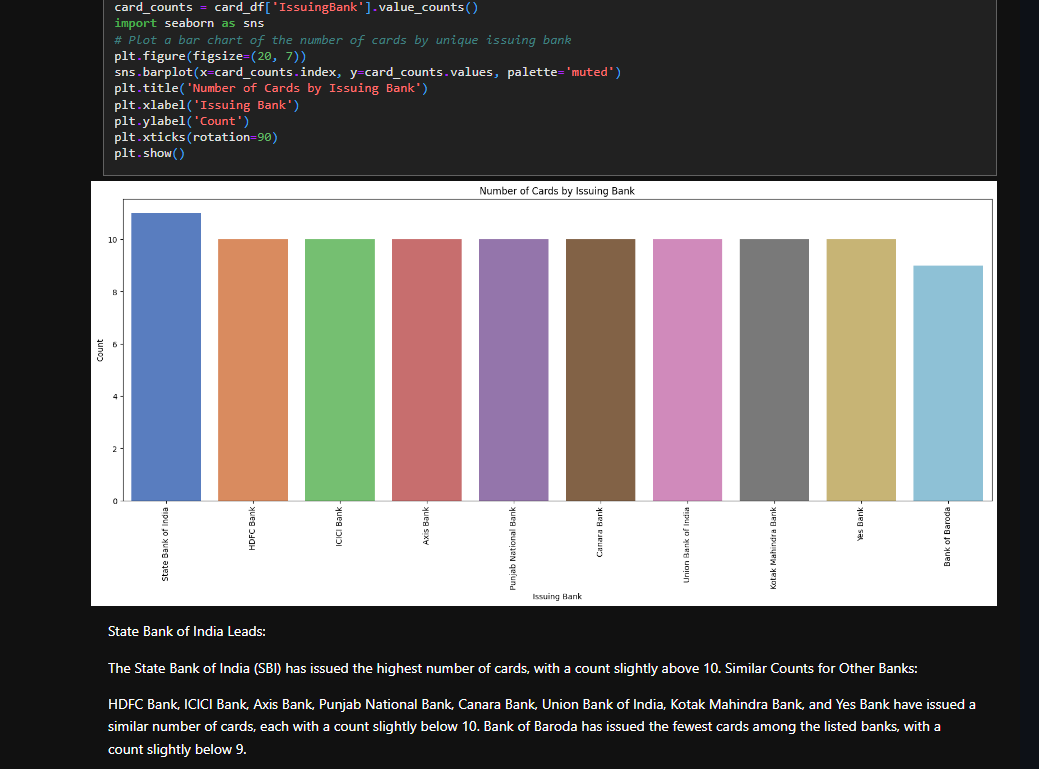 card_counts = card_df['IssuingBank'].value_counts()
import seaborn as sns
# Plot a bar chart of the number of cards by unique issuing bank
plt.figure(figsize=(20, 7))
sns.barplot(x=card_counts.index, y=card_counts.values, palette='muted')
plt.title('Number of Cards by Issuing Bank')
plt.xlabel('Issuing Bank')
plt.ylabel('Count')
plt.xticks(rotation=90)
plt.show()
Number of Cards by Issuing Bank
10
8
6
4
2
0
Count
State Bank of India
HDFC Bank
ICICI Bank
Axis Bank
Punjab National Bank
Canara Bank
Union Bank of India
Kotak Mahindra Bank
Yes Bank
Bank of Baroda
Issuing Bank
State Bank of India Leads:
The State Bank of India (SBI) has issued the highest number of cards, with a count slightly above 10. Similar Counts for Other Banks:
HDFC Bank, ICICI Bank, Axis Bank, Punjab National Bank, Canara Bank, Union Bank of India, Kotak Mahindra Bank, and Yes Bank have issued a
similar number of cards, each with a count slightly below 10. Bank of Baroda has issued the fewest cards among the listed banks, with a
count slightly below 9.